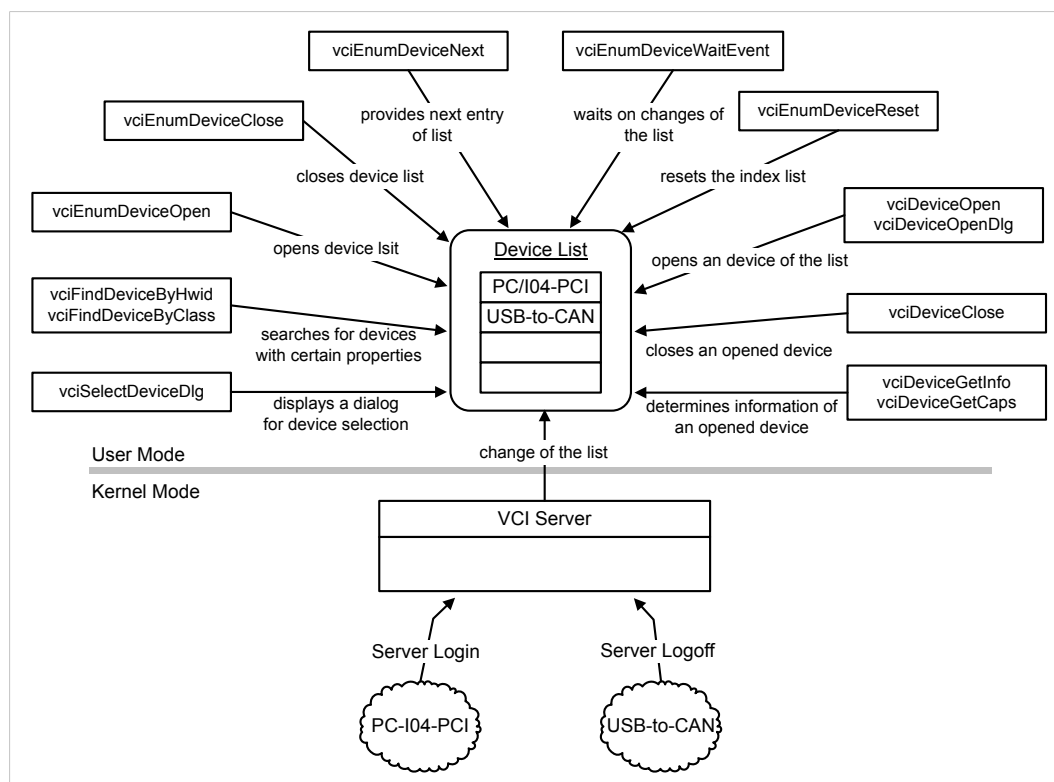 vciEnumDeviceNext
vciEnumDeviceWaitEvent
vciEnumDeviceClose
provides next entry
of list
waits on changes of
the list
vciEnumDeviceReset
closes device list
resets the index list
vciEnumDeviceOpen
vciDeviceOpen
vciDeviceOpenDlg
opens device lsit
Device List
opens an device of the list
PC/I04-PCI
USB-to-CAN
vciFindDeviceByHwid
vciFindDeviceByClass
vciDeviceClose
searches for devices
with certain properties
closes an opened device
vciSelectDeviceDlg
vciDeviceGetInfo
vciDeviceGetCaps
displays a dialog
for device selection
determines information of
an opened device
User Mode
change of the list
Kernel Mode
VCI Server
Server Login
Server Logoff
PC-I04-PCI
USB-to-CAN